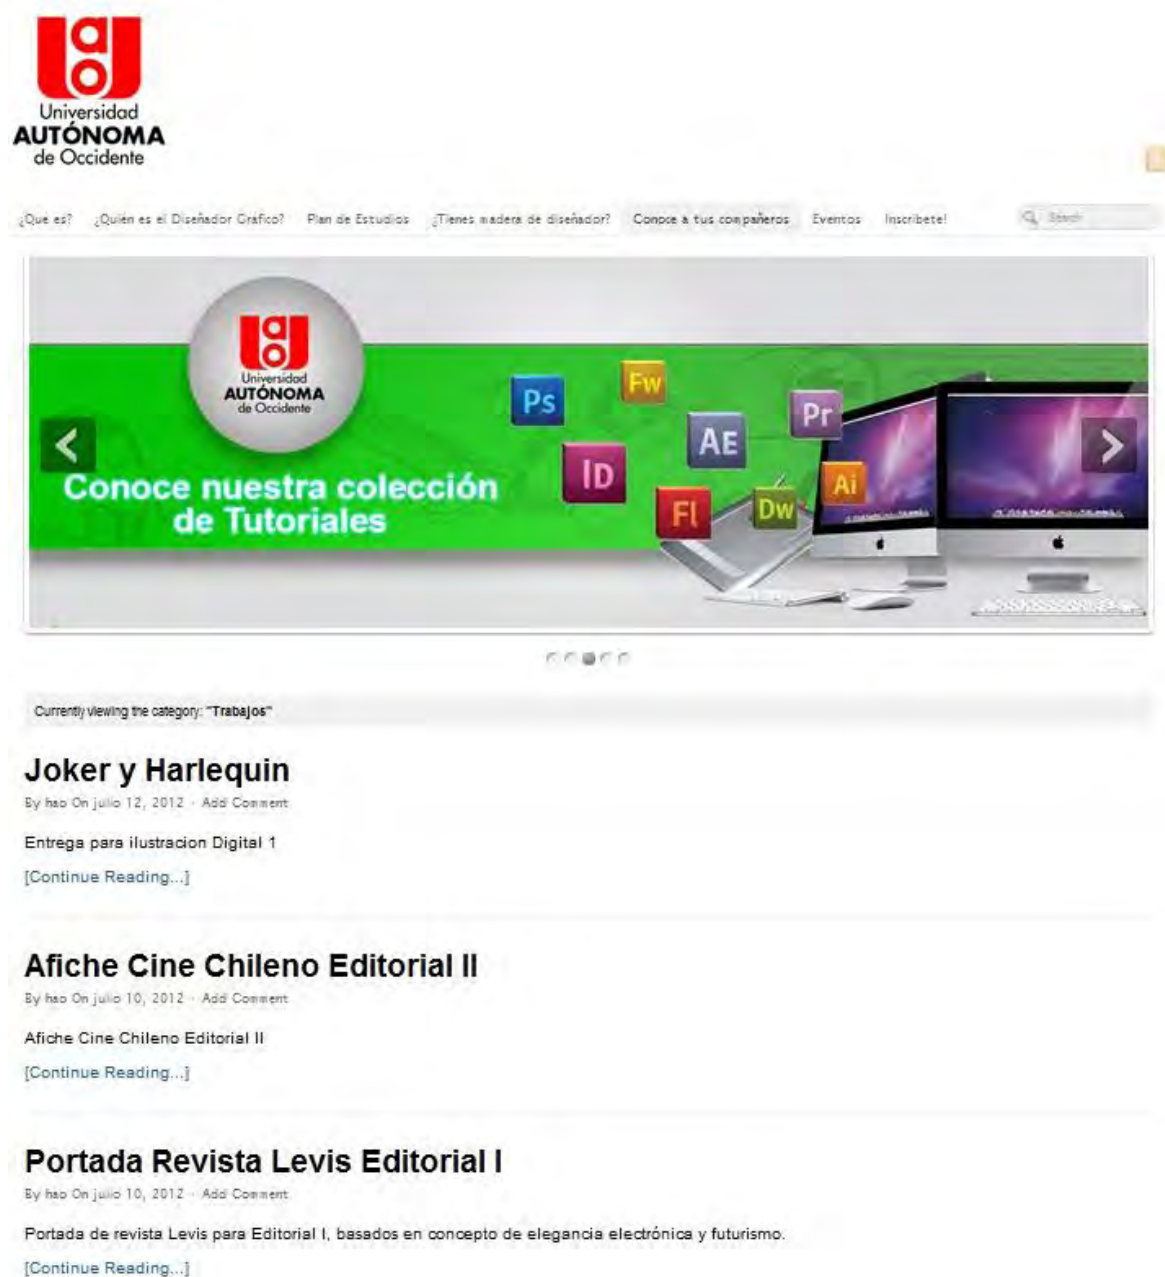 Universidad
AUTÓNOMA
de Occidente
¿Que es? ¿Quién es el Diseñador Grafico? Plan de Estudios ¿Tienes madera de diseñador? Conoce a tus compañeros Eventos Inscribete! Search
Universidad
AUTÓNOMA
de Occidente
Conoce nuestra colección
de Tutoriales
Ps
Fw
Pr
AE
ID
Ai
Fl
Dw
Currently viewing the category: "Trabajos"
Joker y Harlequin
By hao On julio 12, 2012 · Add Comment
Entrega para ilustracion Digital 1
[Continue Reading...]
Afiche Cine Chileno Editorial II
By hao On julio 10, 2012 · Add Comment
Afiche Cine Chileno Editorial II
[Continue Reading...]
Portada Revista Levis Editorial I
By hao On julio 10, 2012 · Add Comment
Portada de revista Levis para Editorial I, basados en concepto de elegancia electrónica y futurismo.
[Continue Reading...]